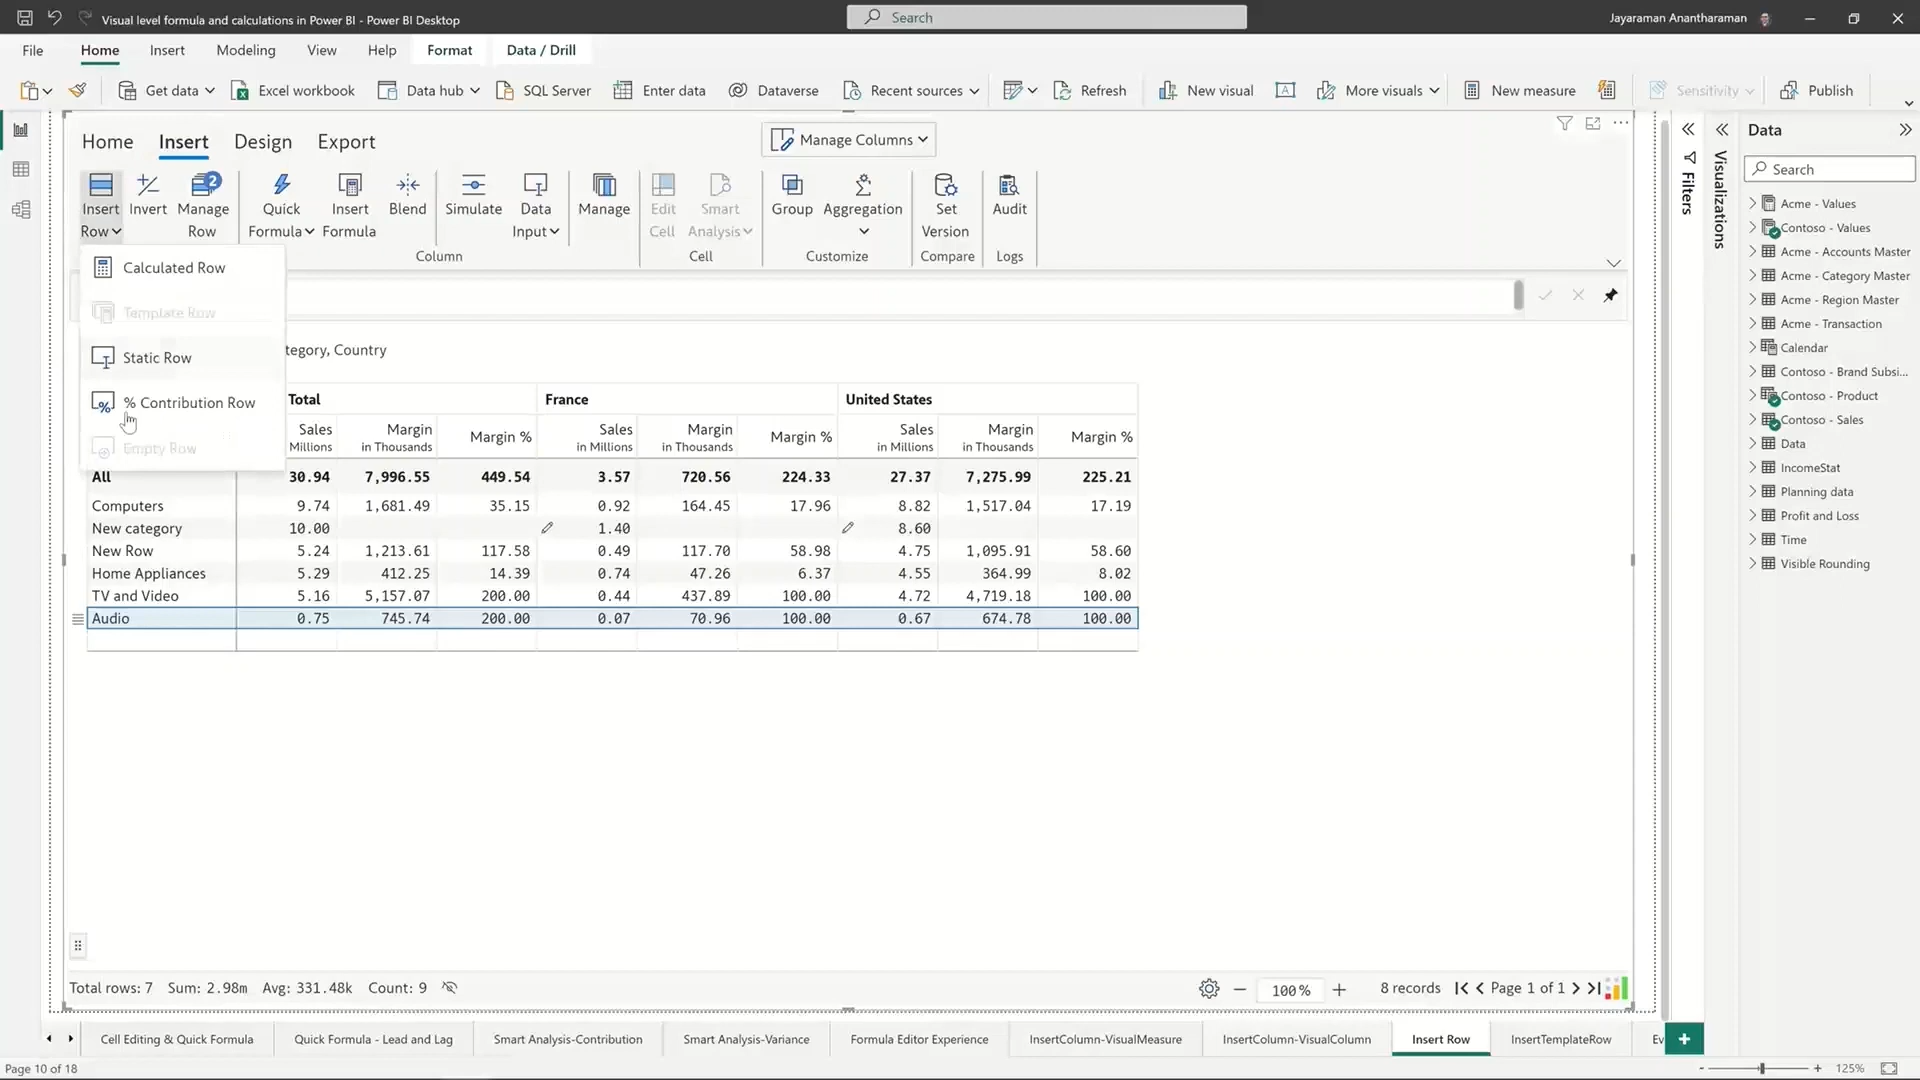 Visual level formula and calculations in Power BI - Power BI Desktop
Search
Jayaraman Anantharaman
File
Home
Insert
Modeling
View
Help
Format
Data / Drill
Get data
Excel workbook
Data hub
SQL Server
Enter data
Dataverse
Recent sources
Refresh
New visual
More visuals
New measure
Sensitivity
Publish
Home
Insert
Design
Export
Manage Columns
Insert Row
Invert
2
Manage Row
Quick Formula
Insert Formula
Blend
Simulate
Data Input
Manage
Edit Cell
Smart Analysis
Group
Aggregation
Set Version
Audit
Column
Cell
Customize
Compare
Logs
Calculated Row
Template Row
Static Row
% Contribution Row
Empty Row
tegory, Country
Total France United States
Sales Millions Margin in Thousands Margin % Sales in Millions Margin in Thousands Margin % Sales in Millions Margin in Thousands Margin %
All 30.94 7,996.55 449.54 3.57 720.56 224.33 27.37 7,275.99 225.21
Computers 9.74 1,681.49 35.15 0.92 164.45 17.96 8.82 1,517.04 17.19
New category 10.00 1.40 8.60
New Row 5.24 1,213.61 117.58 0.49 117.70 58.98 4.75 1,095.91 58.60
Home Appliances 5.29 412.25 14.39 0.74 47.26 6.37 4.55 364.99 8.02
TV and Video 5.16 5,157.07 200.00 0.44 437.89 100.00 4.72 4,719.18 100.00
Audio 0.75 745.74 200.00 0.07 70.96 100.00 0.67 674.78 100.00
Total rows: 7 Sum: 2.98m Avg: 331.48k Count: 9
100 %
8 records
Page 1 of 1
Filters
Visualizations
Data
Search
Acme - Values
Contoso - Values
Acme - Accounts Master
Acme - Category Master
Acme - Region Master
Acme - Transaction
Calendar
Contoso - Brand Subsi...
Contoso - Product
Contoso - Sales
Data
IncomeStat
Planning data
Profit and Loss
Time
Visible Rounding
Cell Editing & Quick Formula
Quick Formula - Lead and Lag
Smart Analysis-Contribution
Smart Analysis-Variance
Formula Editor Experience
InsertColumn-VisualMeasure
InsertColumn-VisualColumn
Insert Row
InsertTemplateRow
Ev
Page 10 of 18
125%